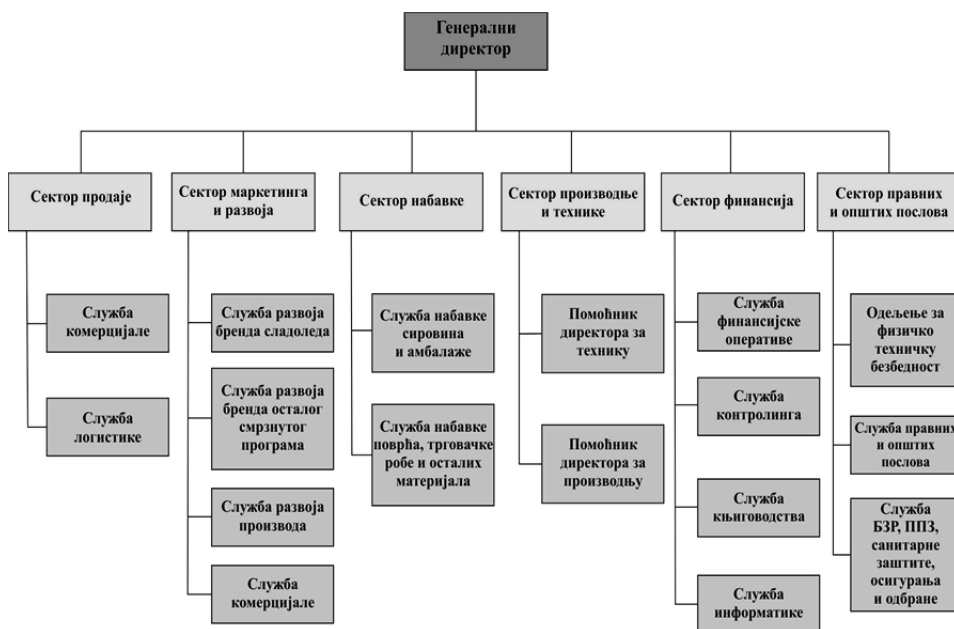 Генерални
директор
Сектор продаје
Сектор маркетинга
и развоја
Сектор набавке
Сектор производње
и технике
Сектор финансија
Сектор правних
и општих послова
Служба
комерцијале
Служба
логистике
Служба развоја
бренда сладоледа
Служба развоја
бренда осталог
смрзнутог
програма
Служба развоја
производа
Служба
комерцијале
Служба набавке
сировина
и амбалаже
Служба набавке
поврћа, трговачке
робе и осталих
материјала
Помоћник
директора за
технику
Помоћник
директора за
производњу
Служба
финансијске
оперативе
Служба
контролинга
Служба
књиговодства
Служба
информатике
Одељење за
физичко
техничку
безбедност
Служба правних
и општих
послова
Служба
БЗР, ППЗ,
санитарне
заштите,
осигурања
и одбране